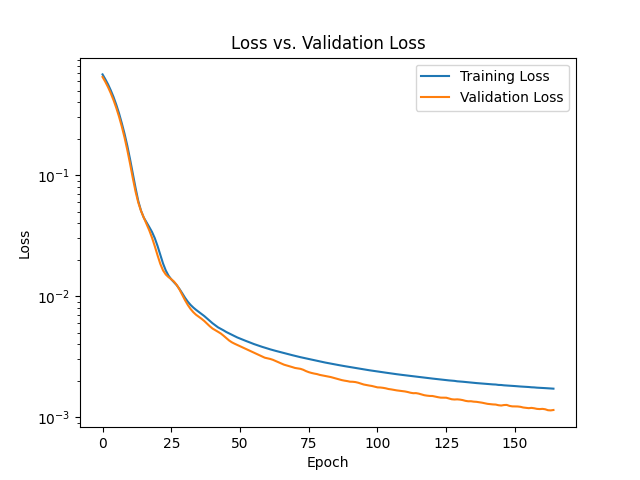 Loss vs. Validation Loss
Training Loss
Validation Loss
Loss
10⁻¹
10⁻²
10⁻³
0 25 50 75 100 125 150
Epoch